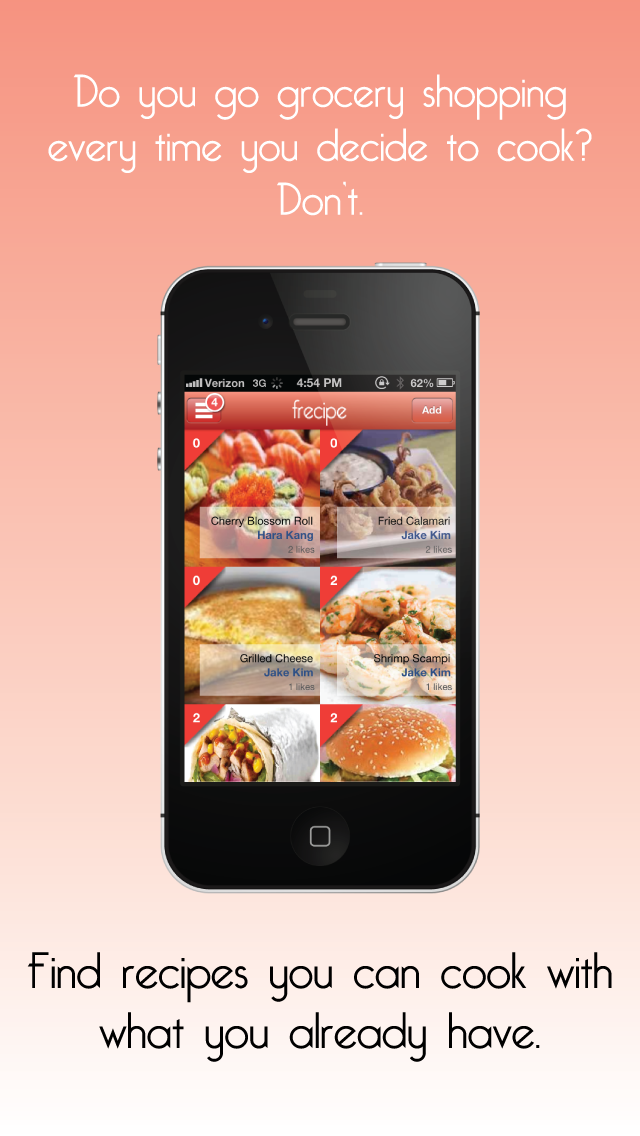 Do you go grocery shopping
every time you decide to cook?
Don't.
Verizon 3G 4:54 PM 62%
4 frecipe Add
0 0
Cherry Blossom Roll Fried Calamari
Hara Kang Jake Kim
2 likes 2 likes
0 2
Grilled Cheese Shrimp Scampi
Jake Kim Jake Kim
1 likes 1 likes
2 2
Find recipes you can cook with
what you already have.